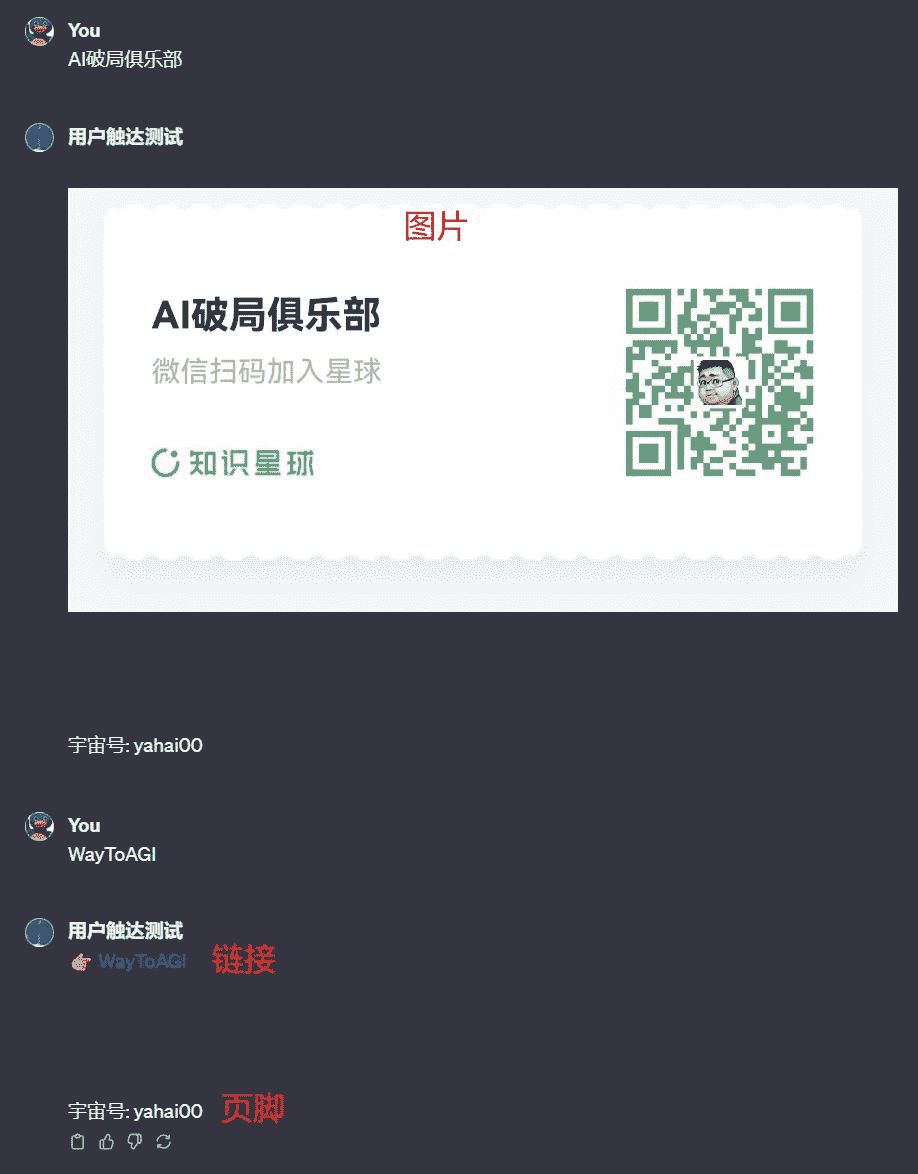 You
AI破局俱乐部
用户触达测试
图片
AI破局俱乐部
微信扫码加入星球
知识星球
宇宙号: yahai00
You
WayToAGI
用户触达测试
👉 WayToAGI 链接
宇宙号: yahai00 页脚